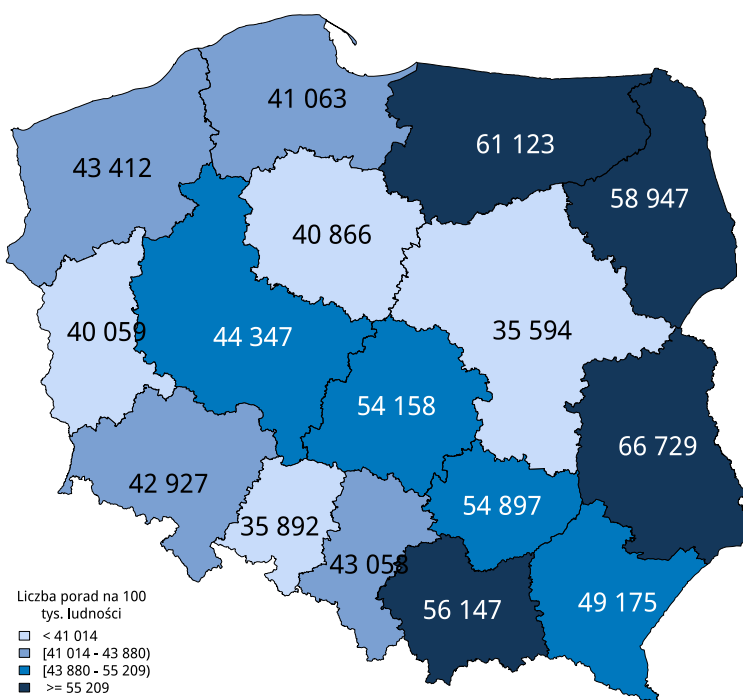 41 063
61 123
43 412
58 947
40 866
40 059
44 347
35 594
54 158
66 729
42 927
54 897
35 892
43 058
56 147
49 175
Liczba porad na 100
tys. ludności
< 41 014
[41 014 - 43 880)
[43 880 - 55 209)
>= 55 209